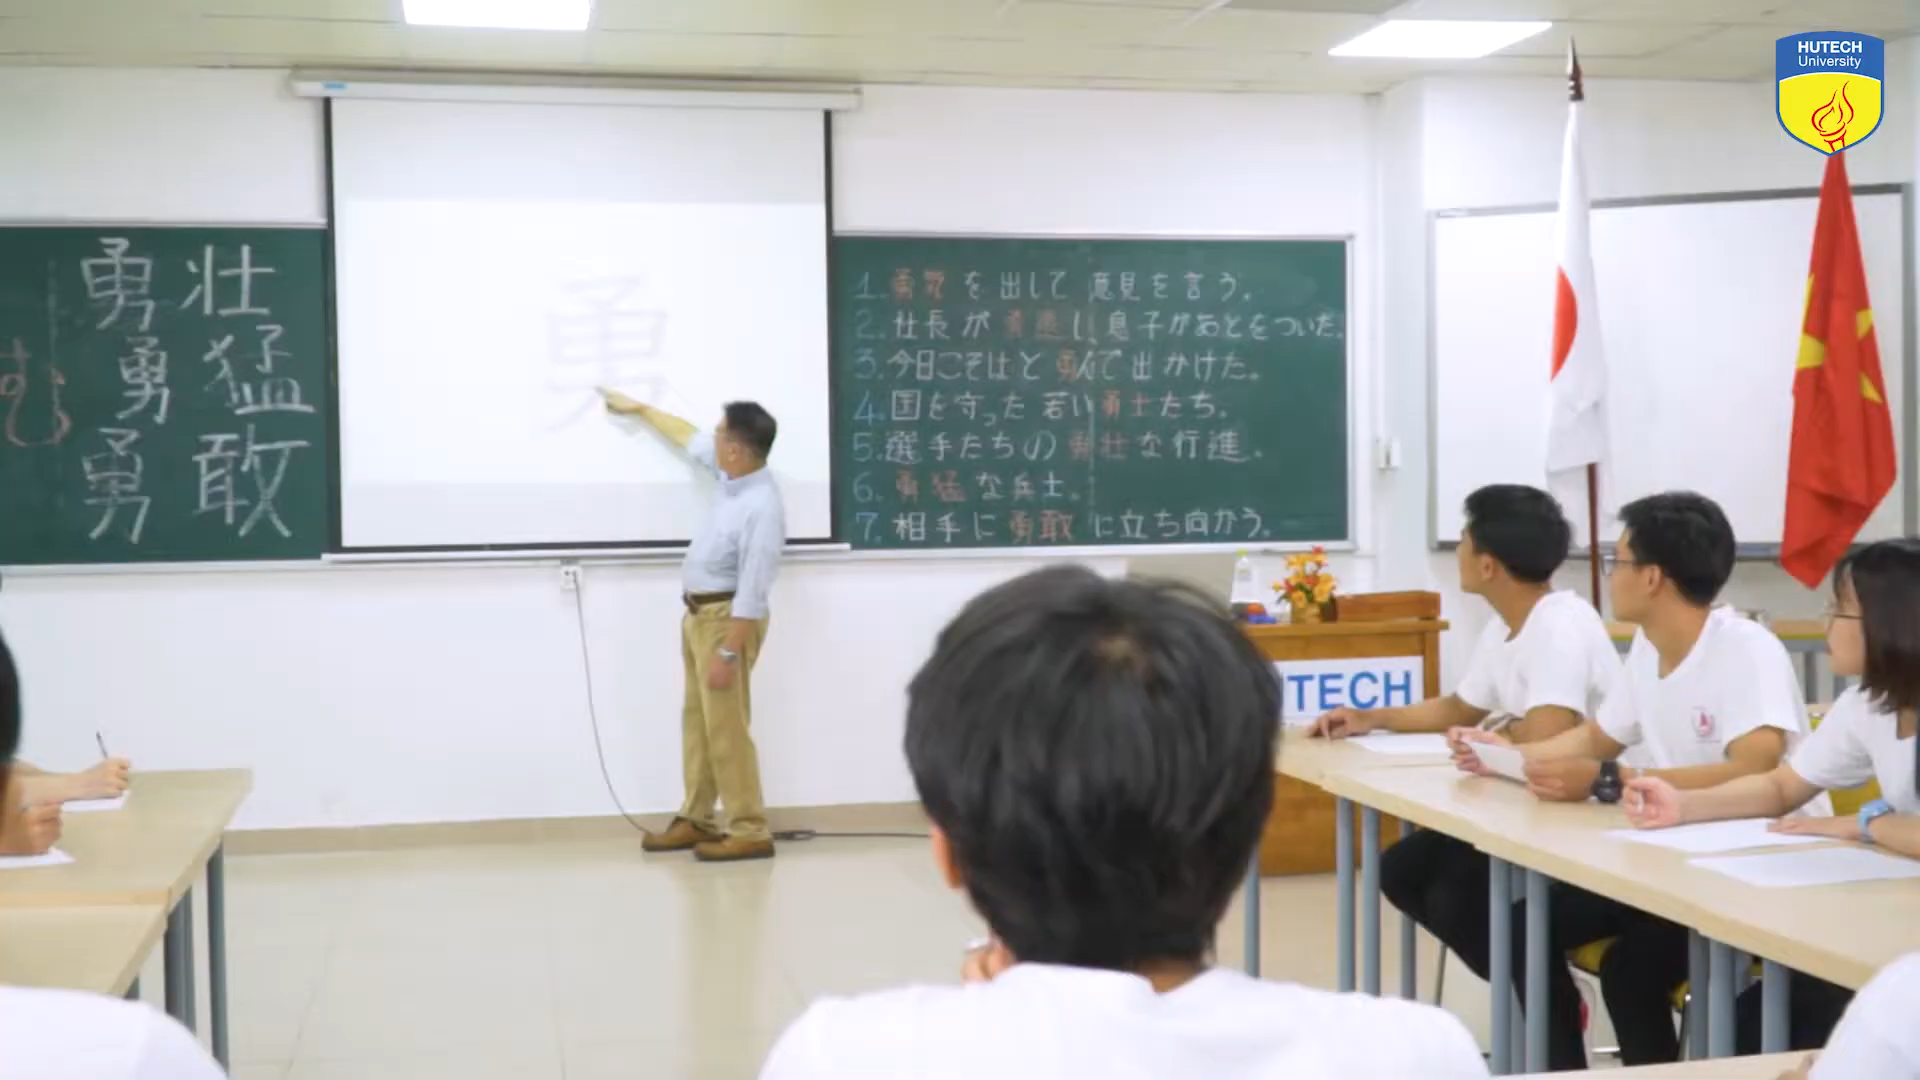 HUTECH
University
勇壮
勇猛
勇敢
む
勇
1.勇気を出して意見を言う。
2.社長が勇退し、息子があとをついだ。
3.今日こそはと勇んで出かけた。
4.国を守った若い勇士たち。
5.選手たちの勇壮な行進。
6.勇猛な兵士。
7.相手に勇敢に立ち向かう。
UTECH